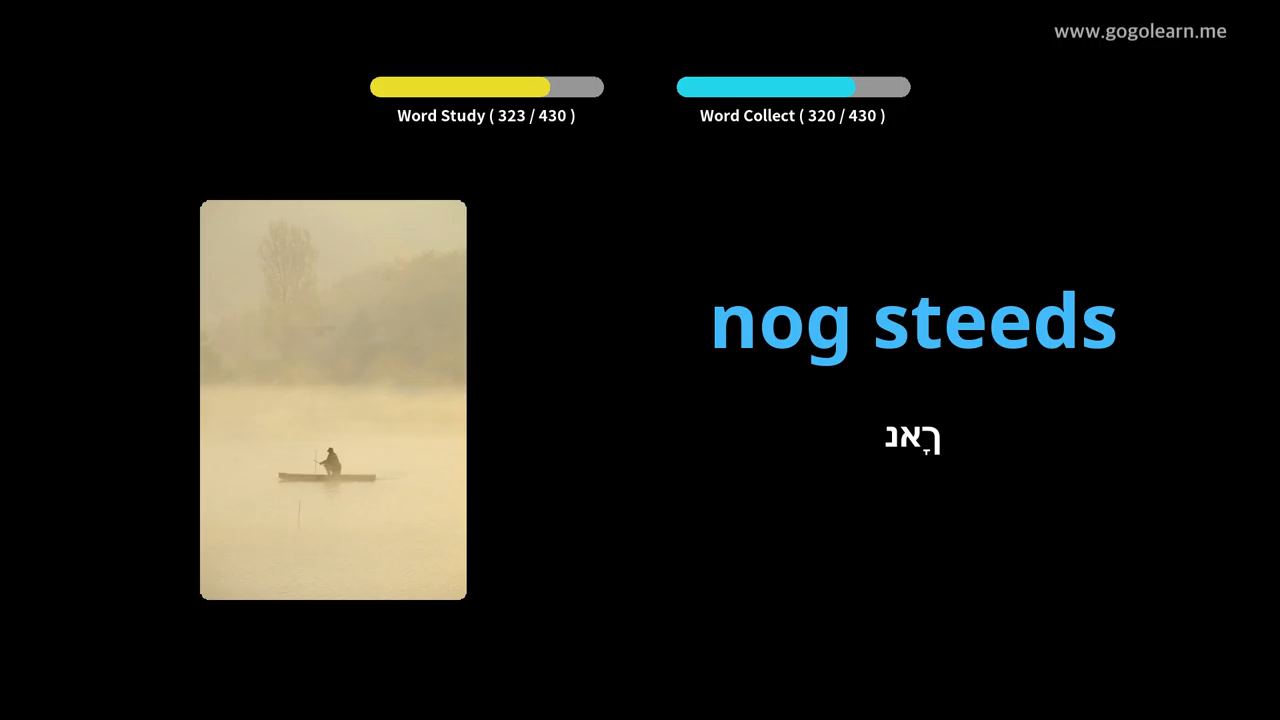 www.gogolearn.me
Word Study ( 323 / 430 )
Word Collect ( 320 / 430 )
nog steeds
ךָאנ